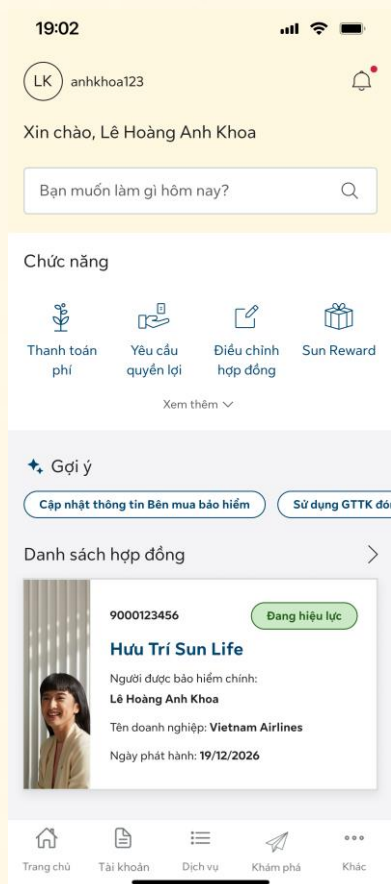 19:02
LK anhkhoa123
Xin chào, Lê Hoàng Anh Khoa
Bạn muốn làm gì hôm nay?
Chức năng
Thanh toán phí
Yêu cầu quyền lợi
Điều chỉnh hợp đồng
Sun Reward
Xem thêm
Gợi ý
Cập nhật thông tin Bên mua bảo hiểm
Sử dụng GTTK đón
Danh sách hợp đồng
9000123456
Đang hiệu lực
Hưu Trí Sun Life
Người được bảo hiểm chính:
Lê Hoàng Anh Khoa
Tên doanh nghiệp: Vietnam Airlines
Ngày phát hành: 19/12/2026
Trang chủ
Tài khoản
Dịch vụ
Khám phá
Khác